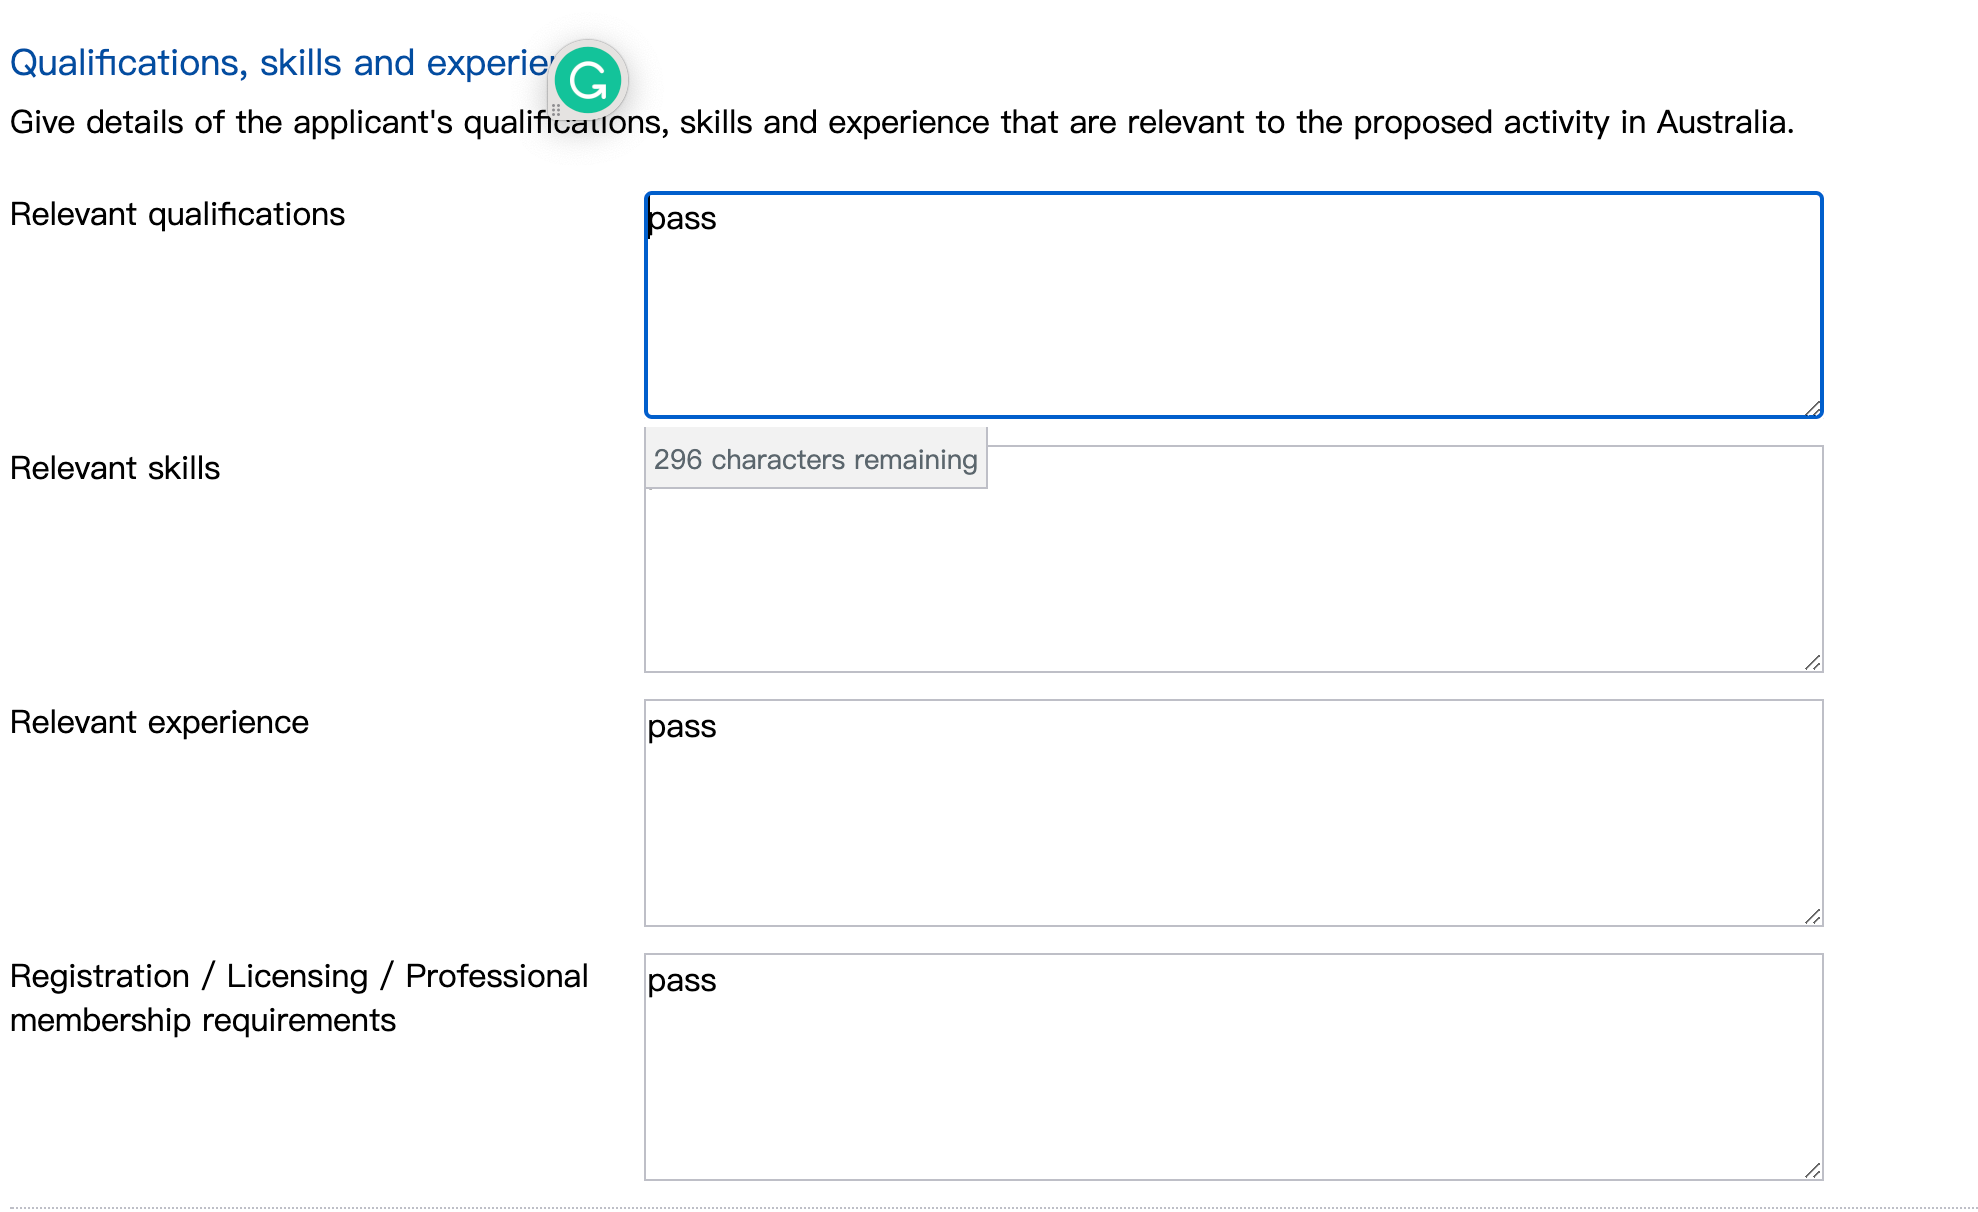 Qualifications, skills and
Give details of the applicant's qualifications, skills and experience that are relevant to the proposed activity in Australia.
Relevant qualifications
pass
296 characters remaining
Relevant skills
Relevant experience
pass
Registration / Licensing / Professional
membership requirements
pass